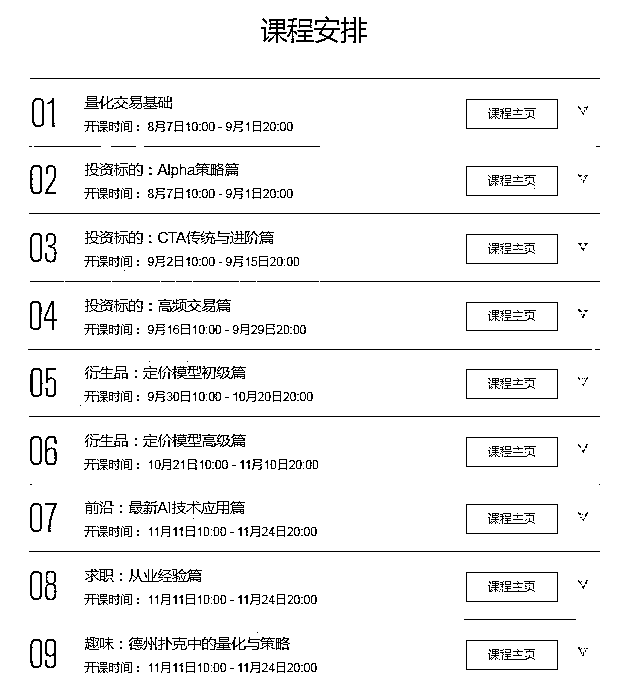 课程安排
01
量化交易基础
开课时间： 8月7日10:00 - 9月1日20:00
课程主页
02
投资标的：Alpha策略篇
开课时间： 8月7日10:00 - 9月1日20:00
课程主页
03
投资标的：CTA传统与进阶篇
开课时间： 9月2日10:00 - 9月15日20:00
课程主页
04
投资标的：高频交易篇
开课时间： 9月16日10:00 - 9月29日20:00
课程主页
05
衍生品：定价模型初级篇
开课时间： 9月30日10:00 - 10月20日20:00
课程主页
06
衍生品：定价模型高级篇
开课时间： 10月21日10:00 - 11月10日20:00
课程主页
07
前沿：最新AI技术应用篇
开课时间： 11月11日10:00 - 11月24日20:00
课程主页
08
求职：从业经验篇
开课时间： 11月11日10:00 - 11月24日20:00
课程主页
09
趣味：德州扑克中的量化与策略
开课时间： 11月11日10:00 - 11月24日20:00
课程主页